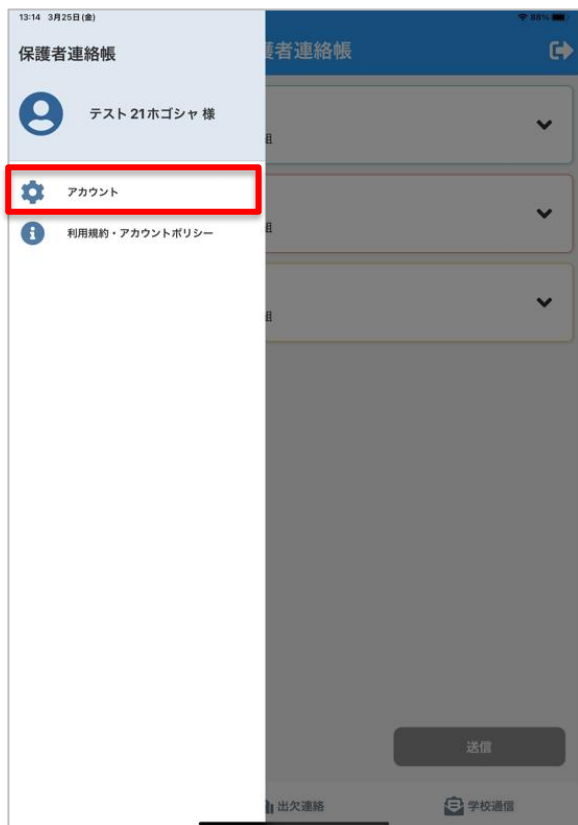 13:14 3月25日(金)
88%
保護者連絡帳
護者連絡帳
テスト 21ホゴシャ 様
組
アカウント
利用規約・アカウントポリシー
組
組
送信
出欠連絡
学校通信